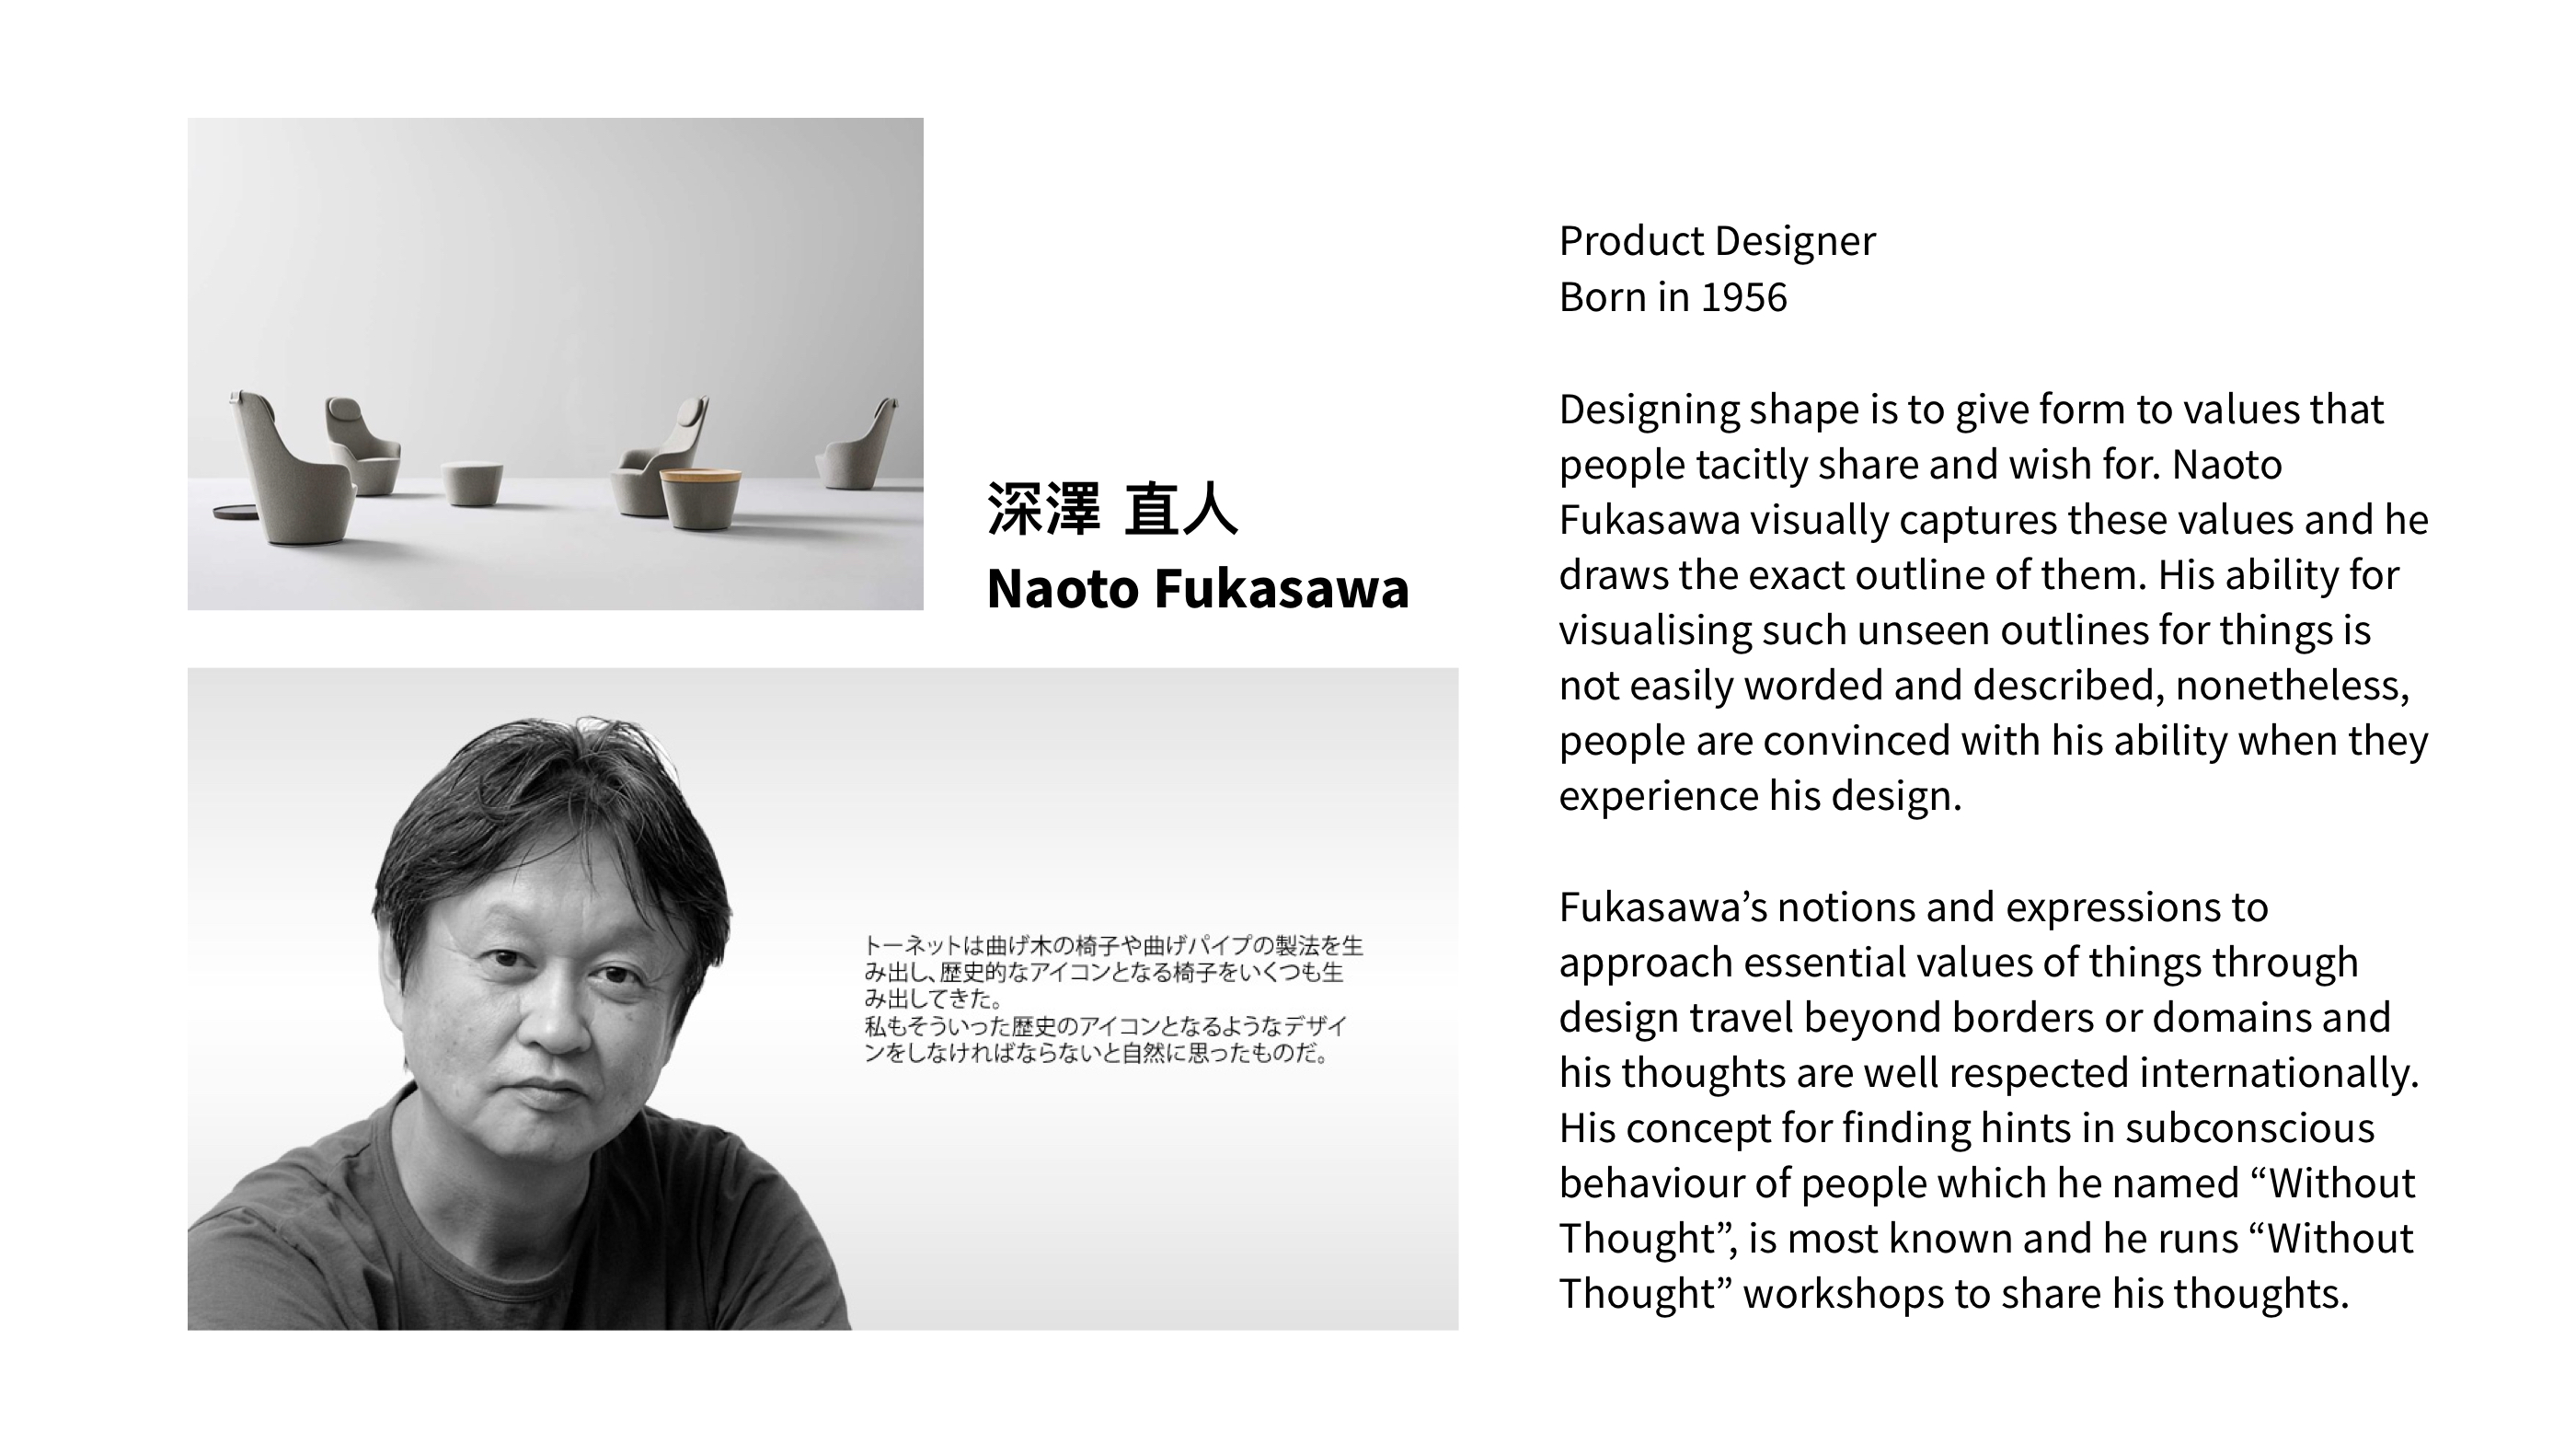 深澤 直人
Naoto Fukasawa
トーネットは曲げ木の椅子や曲げパイプの製法を生
み出し、歴史的なアイコンとなる椅子をいくつも生
み出してきた。
私もそういった歴史のアイコンとなるようなデザイ
ンをしなければならないと自然に思ったものだ。
Product Designer
Born in 1956
Designing shape is to give form to values that
people tacitly share and wish for. Naoto
Fukasawa visually captures these values and he
draws the exact outline of them. His ability for
visualising such unseen outlines for things is
not easily worded and described, nonetheless,
people are convinced with his ability when they
experience his design.
Fukasawa’s notions and expressions to
approach essential values of things through
design travel beyond borders or domains and
his thoughts are well respected internationally.
His concept for finding hints in subconscious
behaviour of people which he named “Without
Thought”, is most known and he runs “Without
Thought” workshops to share his thoughts.